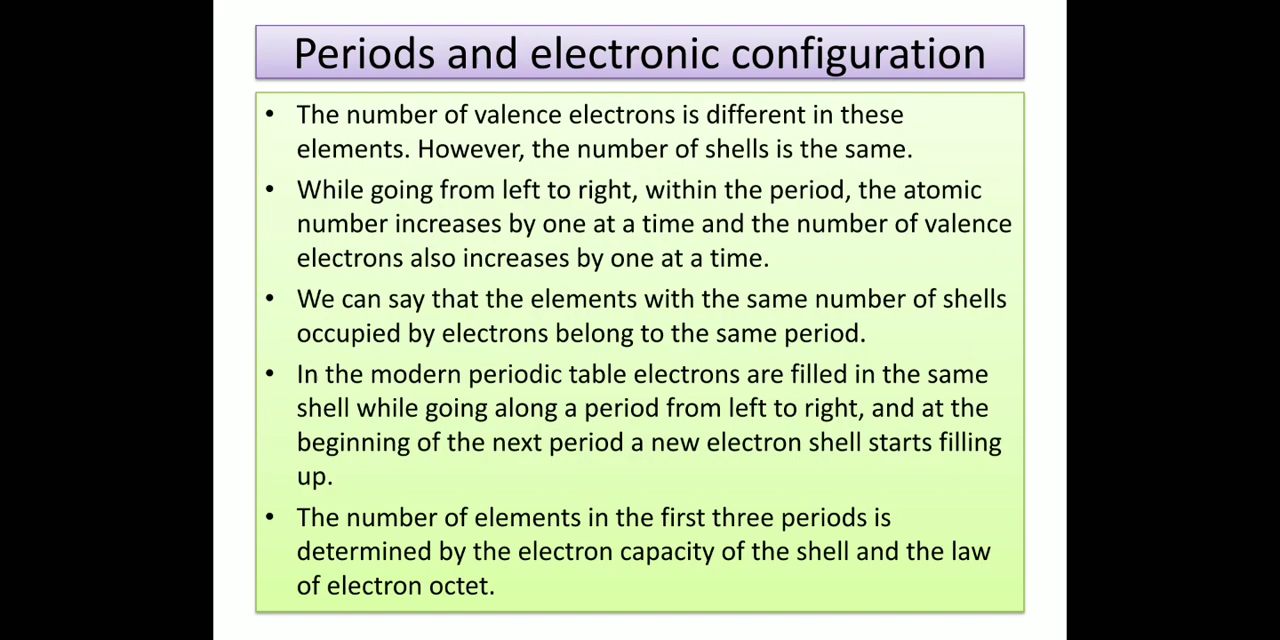 Periods and electronic configuration
• The number of valence electrons is different in these
elements. However, the number of shells is the same.
• While going from left to right, within the period, the atomic
number increases by one at a time and the number of valence
electrons also increases by one at a time.
• We can say that the elements with the same number of shells
occupied by electrons belong to the same period.
• In the modern periodic table electrons are filled in the same
shell while going along a period from left to right, and at the
beginning of the next period a new electron shell starts filling
up.
• The number of elements in the first three periods is
determined by the electron capacity of the shell and the law
of electron octet.